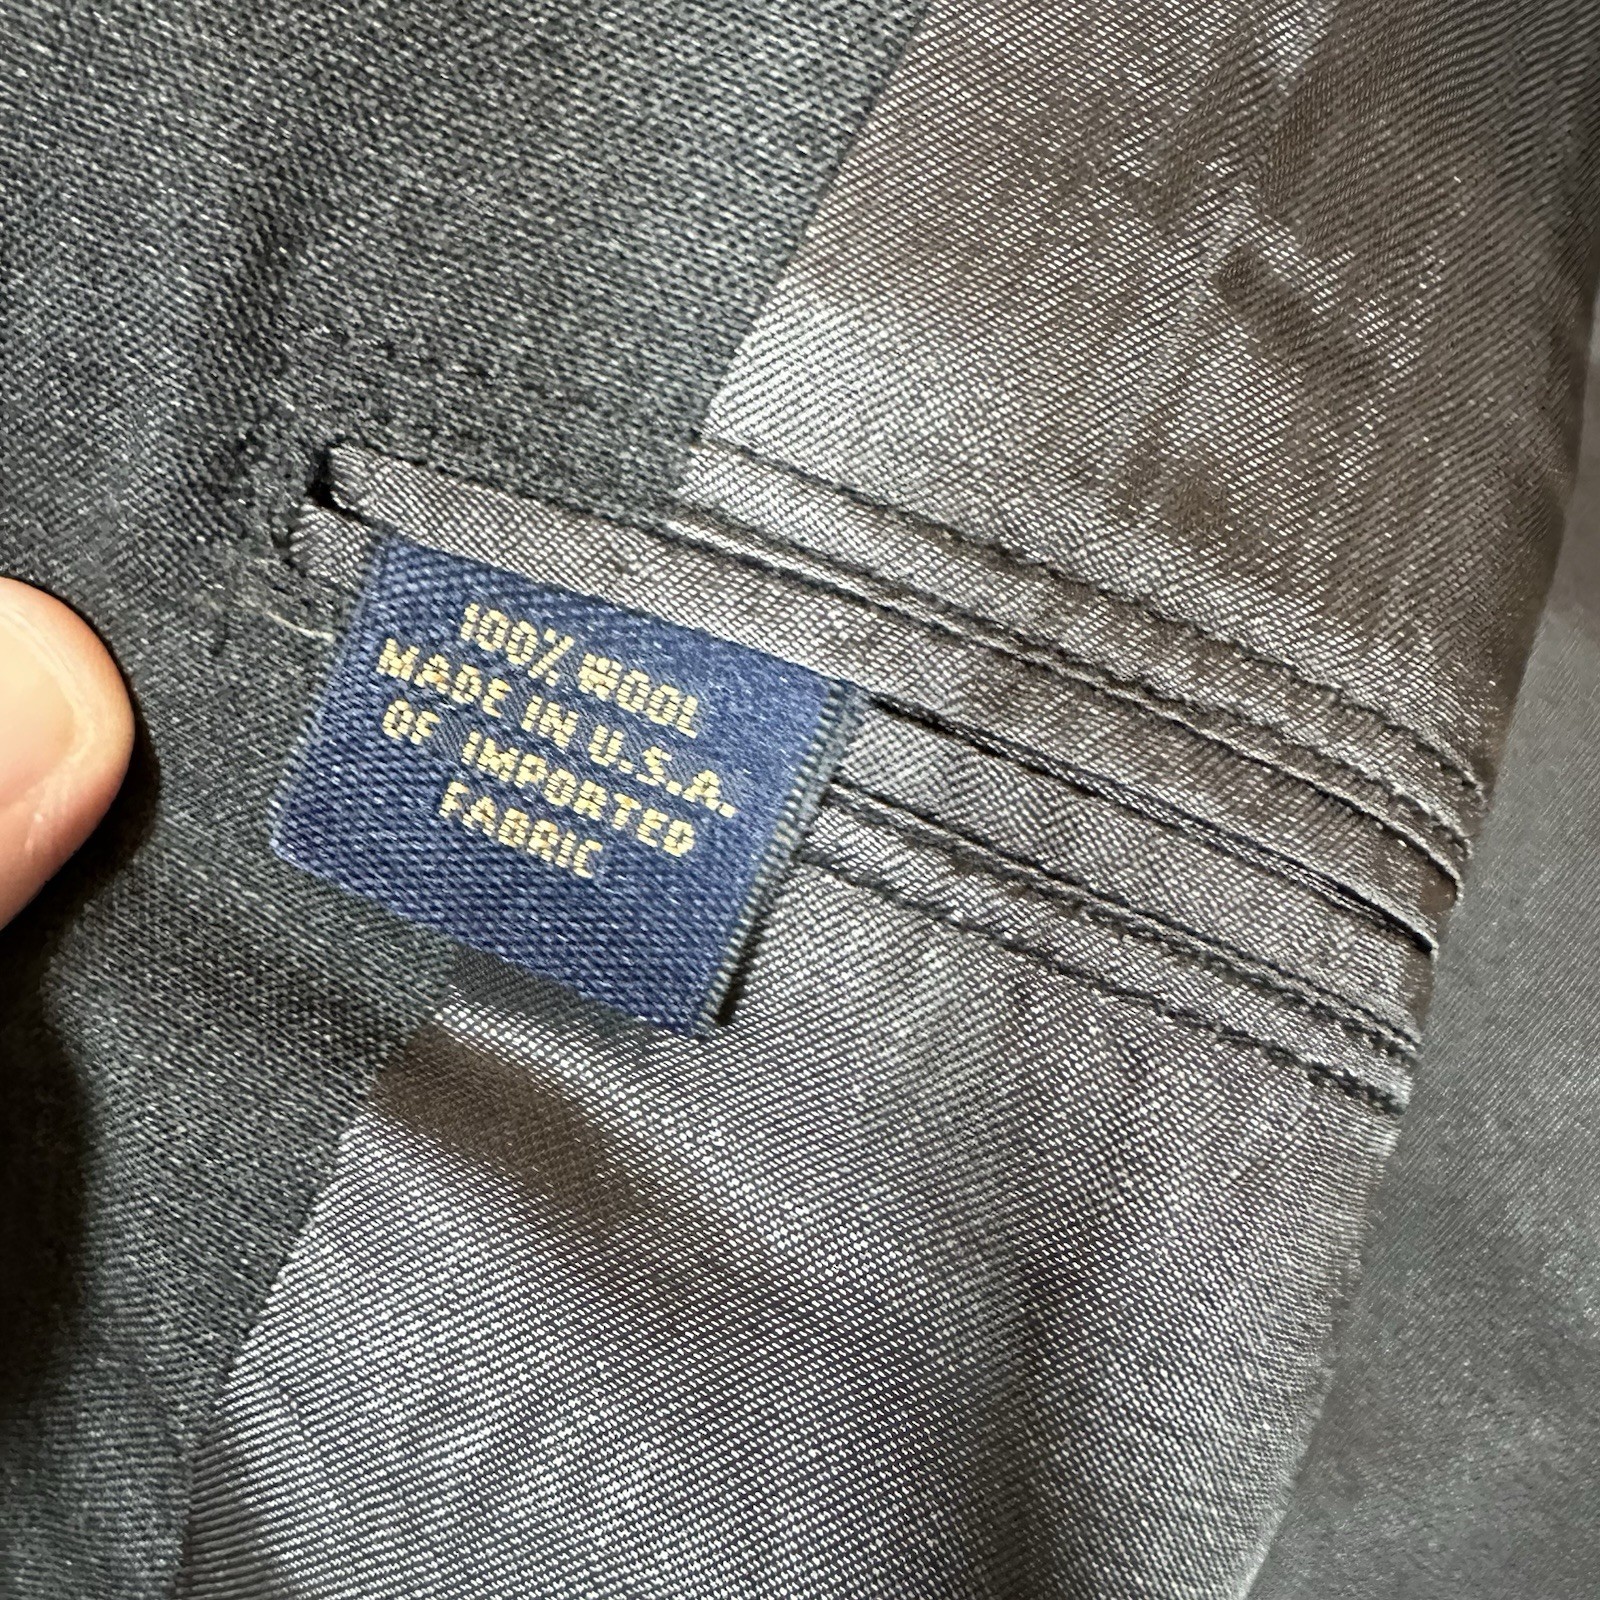 100% WOOL
MADE IN U.S.A.
OF IMPORTED
FABRIC